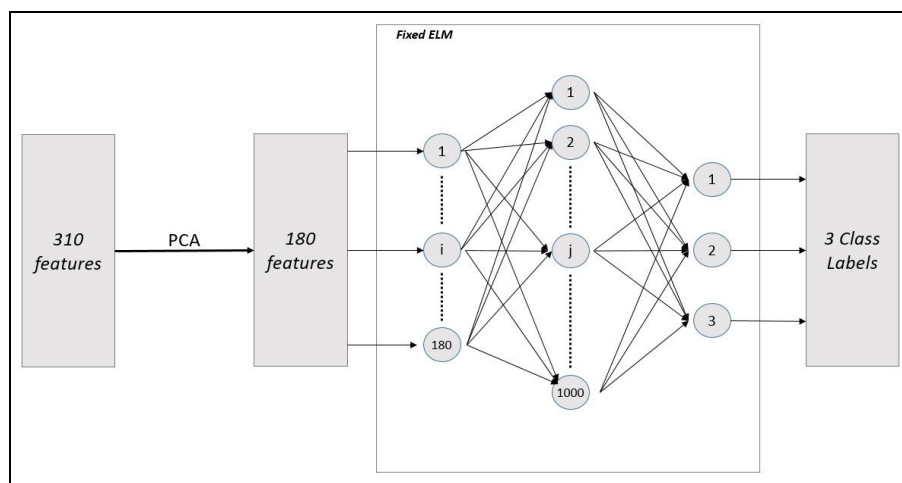 Fixed ELM
310
features
PCA
180
features
1
i
180
1
2
j
1000
1
2
3
3 Class
Labels